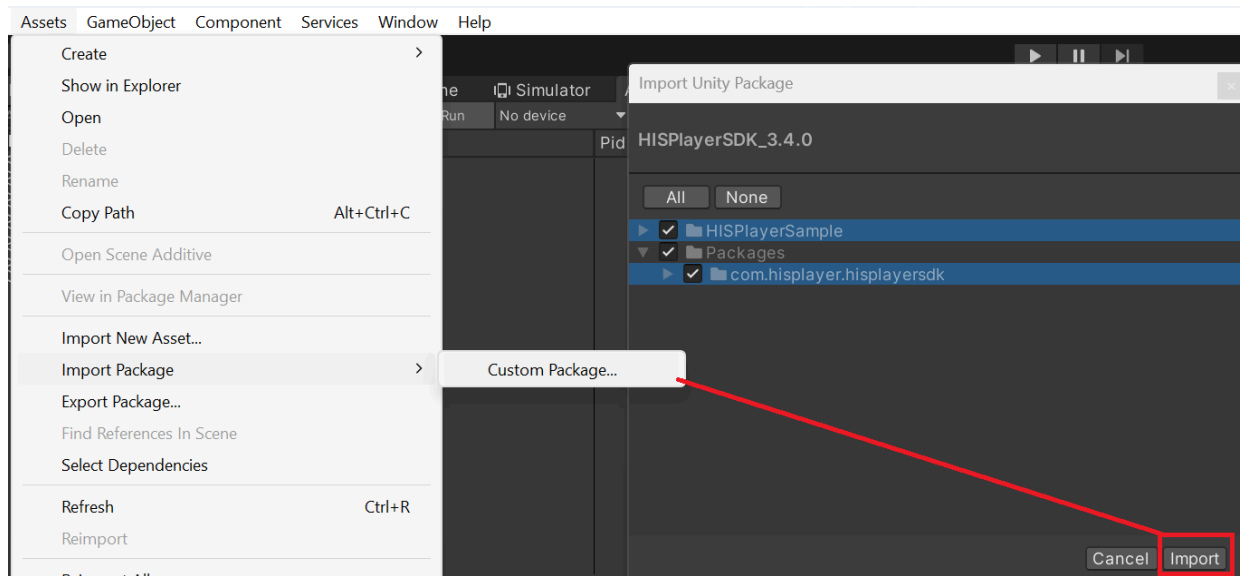 Assets GameObject Component Services Window Help
Create
Show in Explorer
Open
Delete
Rename
Copy Path Alt+Ctrl+C
Open Scene Additive
View in Package Manager
Import New Asset...
Import Package
Export Package...
Find References In Scene
Select Dependencies
Refresh Ctrl+R
Reimport
Custom Package...
Simulator
Run No device
Pid
Import Unity Package
HISPlayerSDK_3.4.0
All None
HISPlayerSample
Packages
com.hisplayer.hisplayersdk
Cancel Import